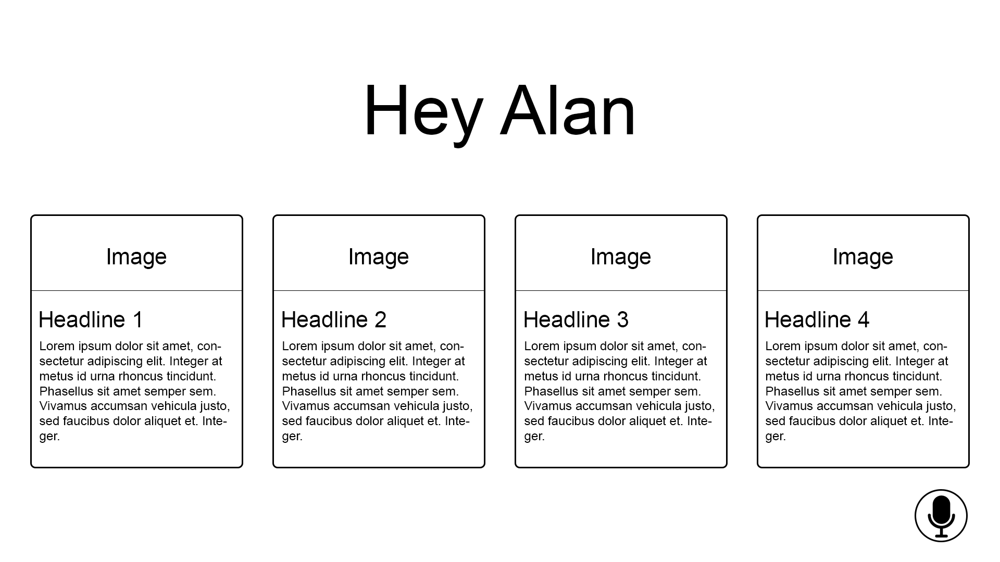 Hey Alan
Image
Headline 1
Lorem ipsum dolor sit amet, con-
sectetur adipiscing elit. Integer at
metus id urna rhoncus tincidunt.
Phasellus sit amet semper sem.
Vivamus accumsan vehicula justo,
sed faucibus dolor aliquet et. Inte-
ger.
Image
Headline 2
Lorem ipsum dolor sit amet, con-
sectetur adipiscing elit. Integer at
metus id urna rhoncus tincidunt.
Phasellus sit amet semper sem.
Vivamus accumsan vehicula justo,
sed faucibus dolor aliquet et. Inte-
ger.
Image
Headline 3
Lorem ipsum dolor sit amet, con-
sectetur adipiscing elit. Integer at
metus id urna rhoncus tincidunt.
Phasellus sit amet semper sem.
Vivamus accumsan vehicula justo,
sed faucibus dolor aliquet et. Inte-
ger.
Image
Headline 4
Lorem ipsum dolor sit amet, con-
sectetur adipiscing elit. Integer at
metus id urna rhoncus tincidunt.
Phasellus sit amet semper sem.
Vivamus accumsan vehicula justo,
sed faucibus dolor aliquet et. Inte-
ger.